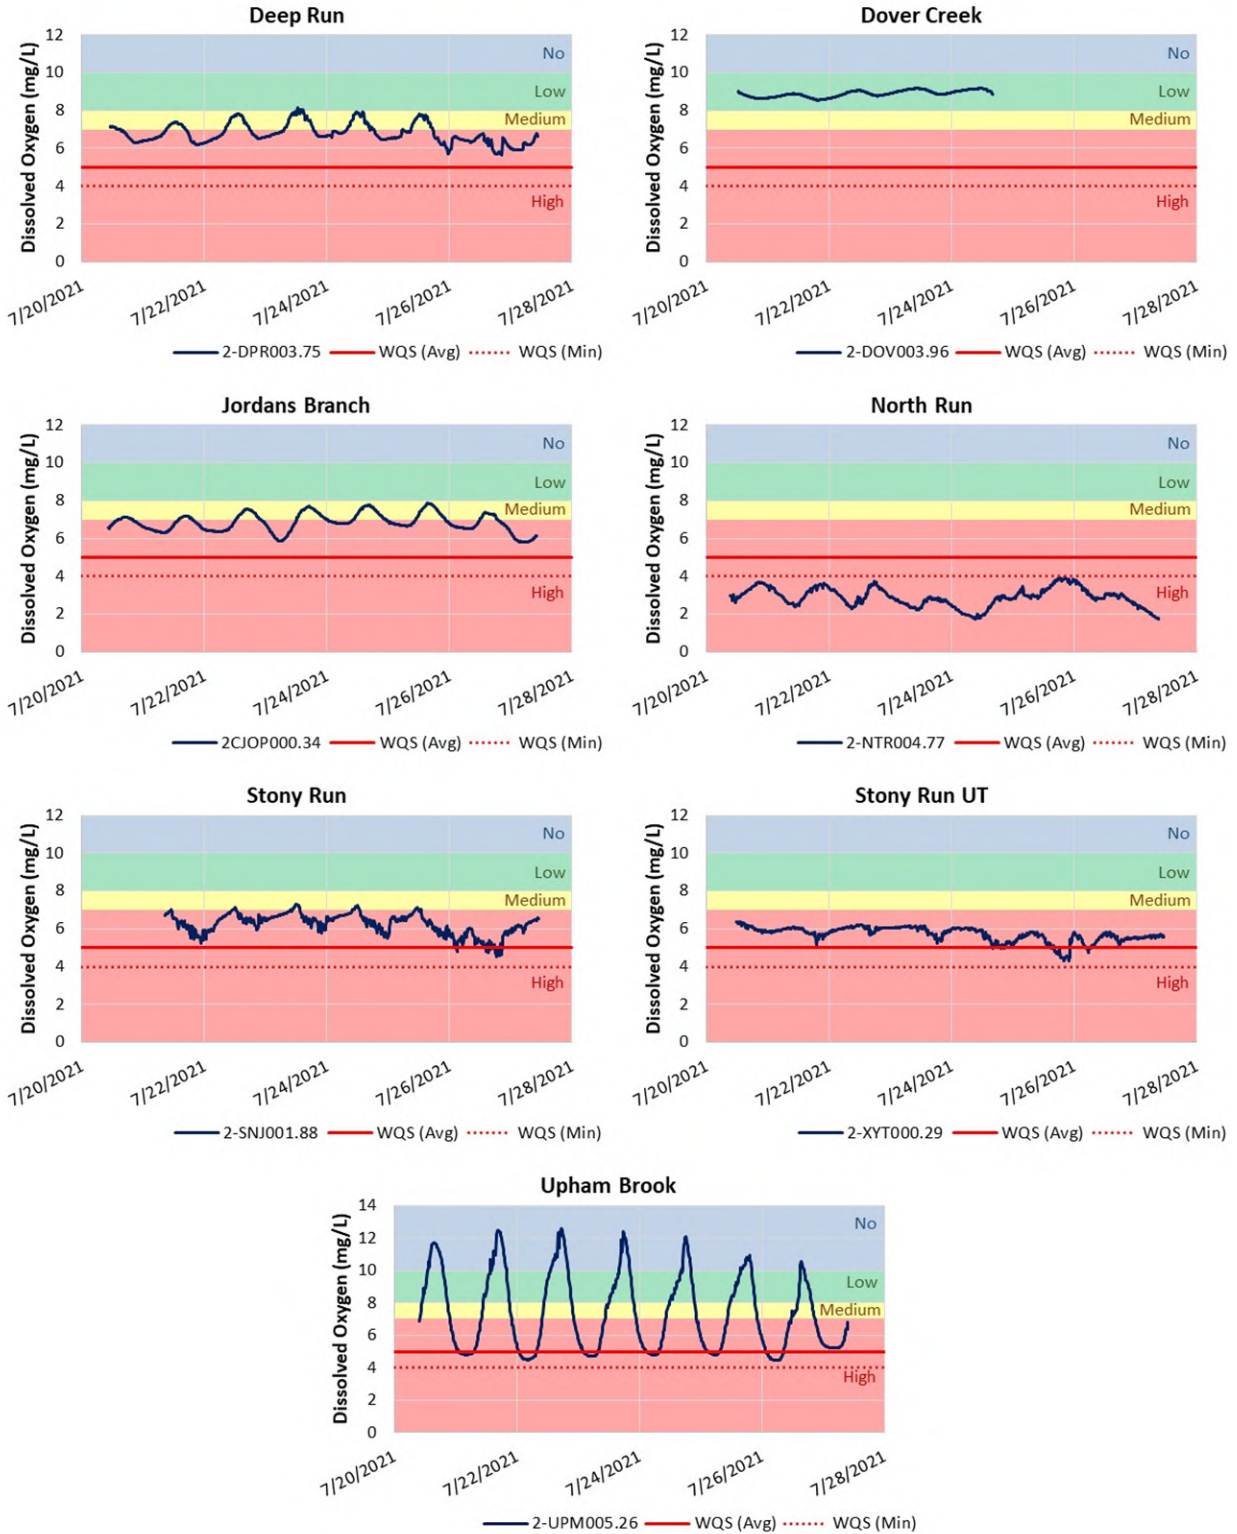 Deep Run
Dissolved Oxygen (mg/L)
12
10
8
6
4
2
0
No
Low
Medium
High
7/20/2021 7/22/2021 7/24/2021 7/26/2021 7/28/2021
2-DPR003.75 WQS (Avg) WQS (Min)
Dover Creek
Dissolved Oxygen (mg/L)
12
10
8
6
4
2
0
No
Low
Medium
High
7/20/2021 7/22/2021 7/24/2021 7/26/2021 7/28/2021
2-DOV003.96 WQS (Avg) WQS (Min)
Jordans Branch
Dissolved Oxygen (mg/L)
12
10
8
6
4
2
0
No
Low
Medium
High
7/20/2021 7/22/2021 7/24/2021 7/26/2021 7/28/2021
2CJOP000.34 WQS (Avg) WQS (Min)
North Run
Dissolved Oxygen (mg/L)
12
10
8
6
4
2
0
No
Low
Medium
High
7/20/2021 7/22/2021 7/24/2021 7/26/2021 7/28/2021
2-NTR004.77 WQS (Avg) WQS (Min)
Stony Run
Dissolved Oxygen (mg/L)
12
10
8
6
4
2
0
No
Low
Medium
High
7/20/2021 7/22/2021 7/24/2021 7/26/2021 7/28/2021
2-SNJ001.88 WQS (Avg) WQS (Min)
Stony Run UT
Dissolved Oxygen (mg/L)
12
10
8
6
4
2
0
No
Low
Medium
High
7/20/2021 7/22/2021 7/24/2021 7/26/2021 7/28/2021
2-XYT000.29 WQS (Avg) WQS (Min)
Upham Brook
Dissolved Oxygen (mg/L)
14
12
10
8
6
4
2
0
No
Low
Medium
High
7/20/2021 7/22/2021 7/24/2021 7/26/2021 7/28/2021
2-UPM005.26 WQS (Avg) WQS (Min)